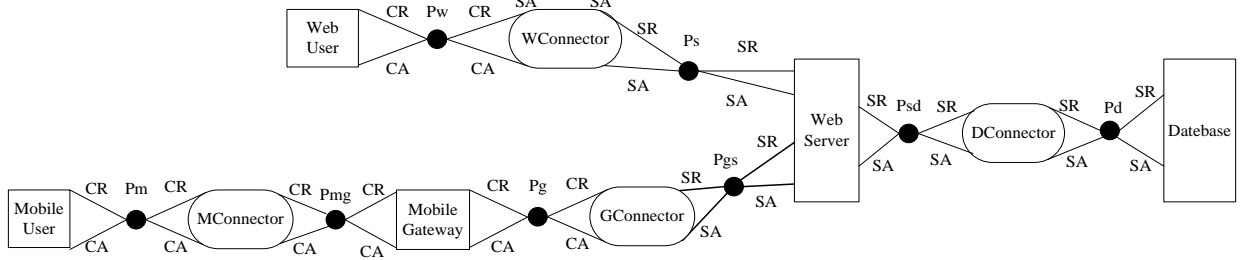 CR Pw CR SA SA
SR
Web
User
WConnector
Ps
SR
CA CA
SA
SA
Web
Server
SR
Psd
SR
DConnector
SR
Pd
SR
Datebase
SA
SA
SA
SA
SR
Pgs
SR
SA
SA
CR Pm CR
CR Pmg CR
CR Pg CR
Mobile
User
MConnector
Mobile
Gateway
GConnector
CA CA
CA CA
CA CA